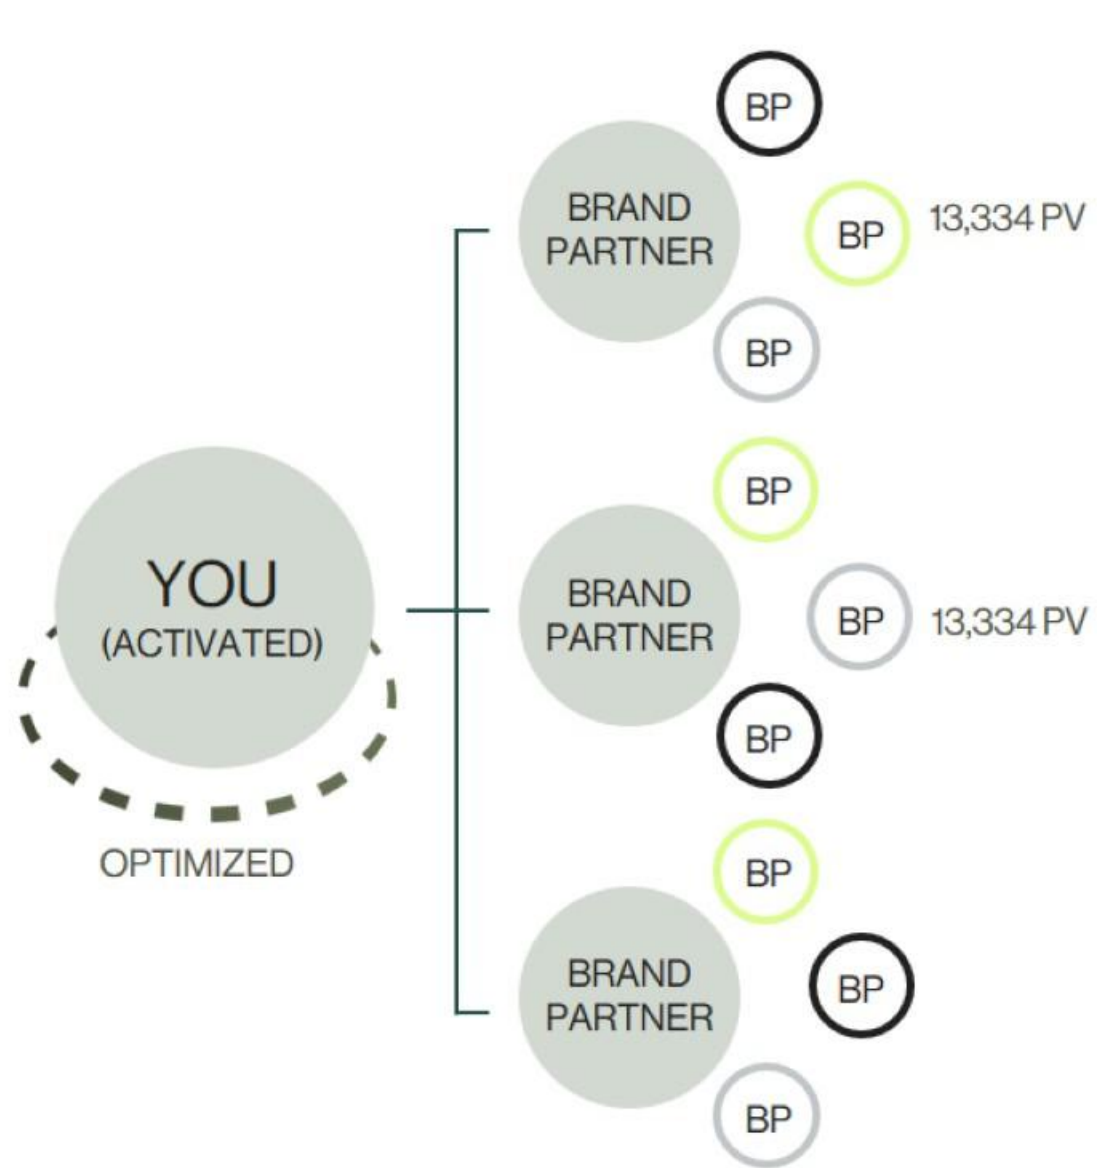 BP
BRAND
PARTNER
BP
13,334 PV
BP
BP
YOU
(ACTIVATED)
BRAND
PARTNER
BP
13,334 PV
BP
OPTIMIZED
BP
BRAND
PARTNER
BP
BP